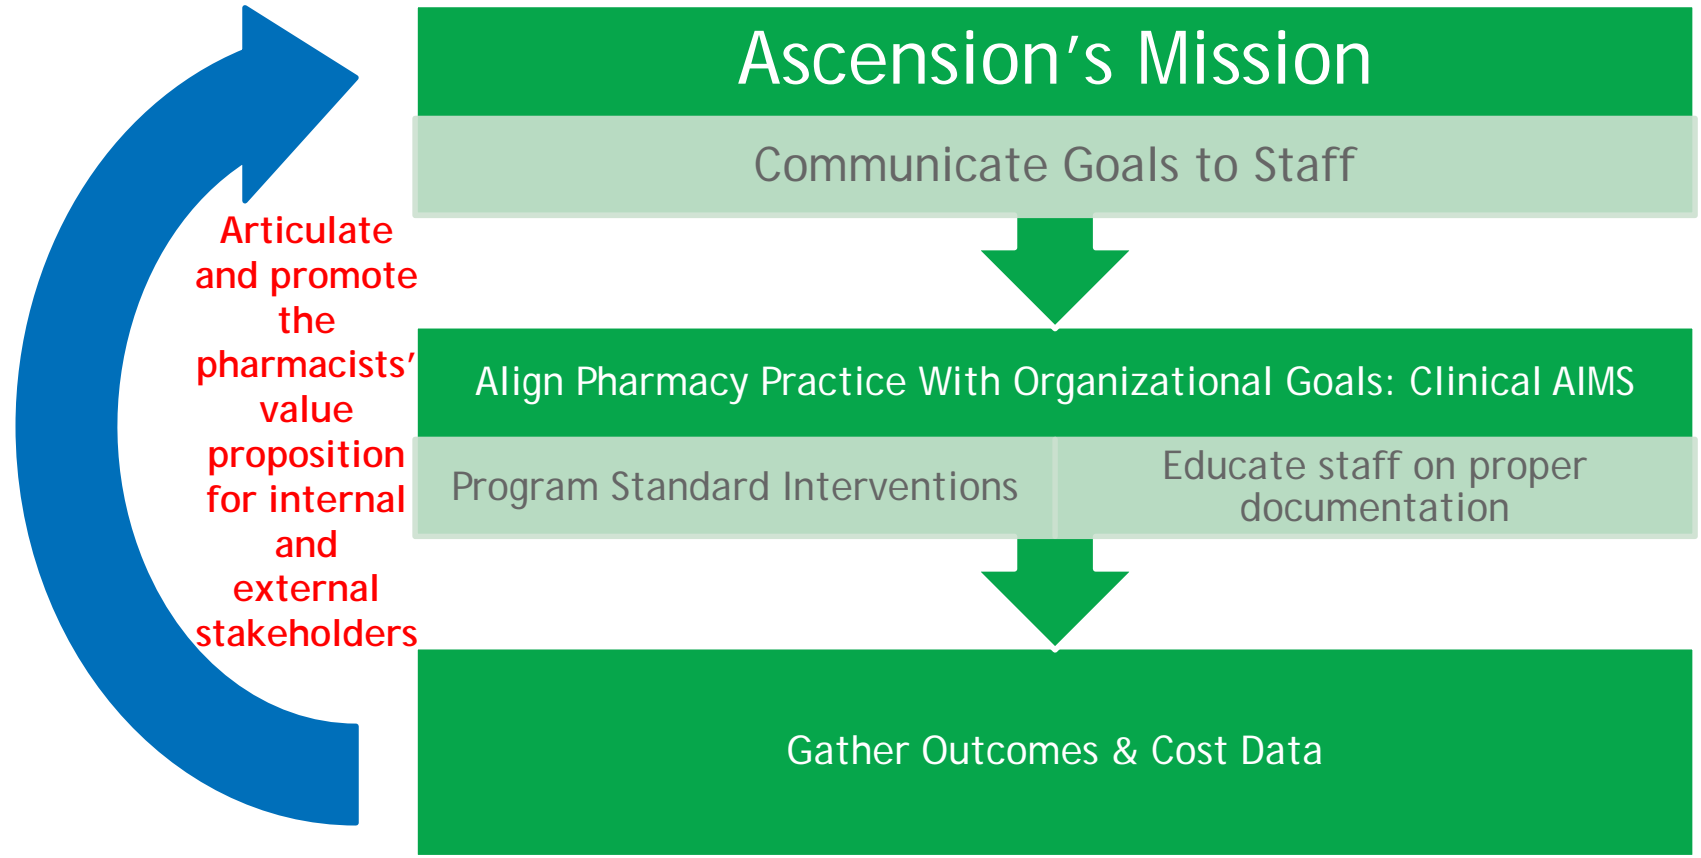 Ascension's Mission
Communicate Goals to Staff
Articulate
and promote
the
pharmacists'
value
proposition
for internal
and
external
stakeholders
Align Pharmacy Practice With Organizational Goals: Clinical AIMS
Program Standard Interventions
Educate staff on proper
documentation
Gather Outcomes & Cost Data